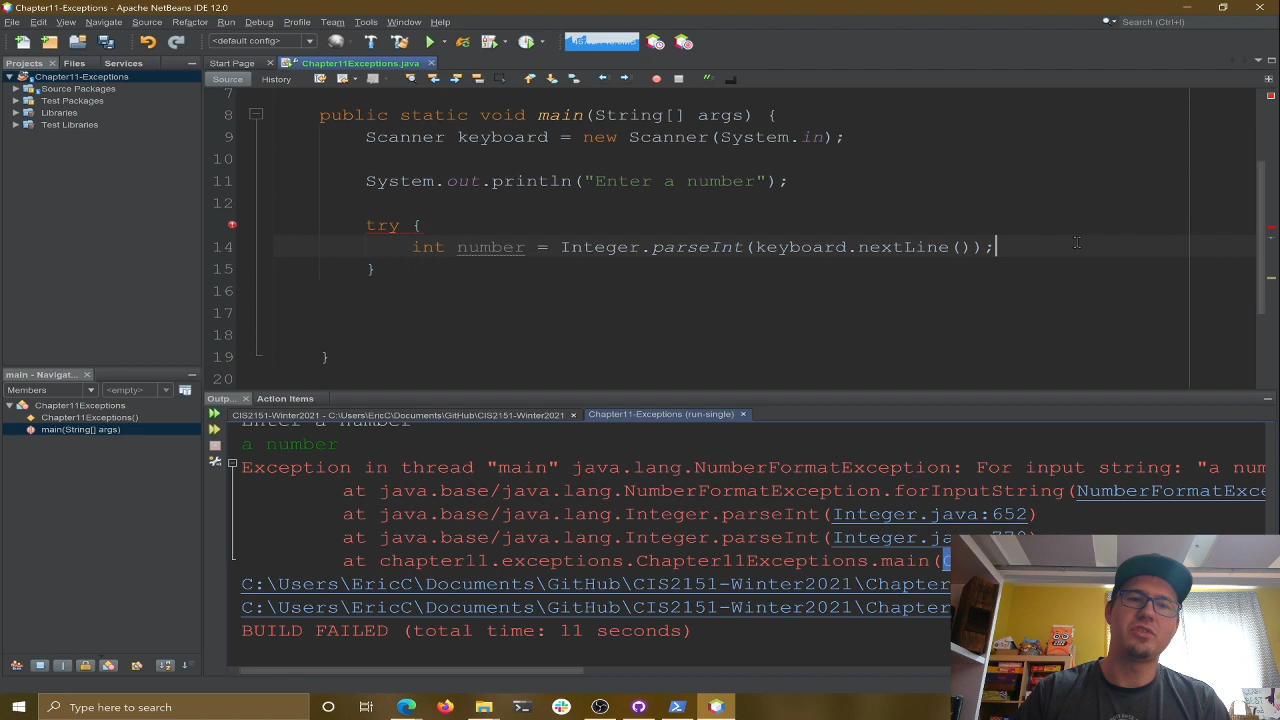 Chapter11-Exceptions - Apache NetBeans IDE 12.0
File Edit View Navigate Source Refactor Run Debug Profile Team Tools Window Help
Search (Ctrl+I)
<default config>
Projects Files Services
Start Page Chapter11Exceptions.java
Chapter11-Exceptions
Source Packages
Test Packages
Libraries
Test Libraries
Source History
7
8 public static void main(String[] args) {
9 Scanner keyboard = new Scanner(System.in);
10
11 System.out.println("Enter a number");
12
try {
14 int number = Integer.parseInt(keyboard.nextLine());
15 }
16
17
18
19 }
20
main - Navigat...
Members <empty>
Chapter11Exceptions
Chapter11Exceptions()
main(String[] args)
Outp... Action Items
CIS2151-Winter2021 - C:\Users\EricC\Documents\GitHub\CIS2151-Winter2021 Chapter11-Exceptions (run-single)
Enter a number
a number
Exception in thread "main" java.lang.NumberFormatException: For input string: "a num
at java.base/java.lang.NumberFormatException.forInputString(NumberFormatExce
at java.base/java.lang.Integer.parseInt(Integer.java:652)
at java.base/java.lang.Integer.parseInt(Integer.ja
at chapter11.exceptions.Chapter11Exceptions.main(
C:\Users\EricC\Documents\GitHub\CIS2151-Winter2021\Chapter
C:\Users\EricC\Documents\GitHub\CIS2151-Winter2021\Chapter
BUILD FAILED (total time: 11 seconds)
Type here to search